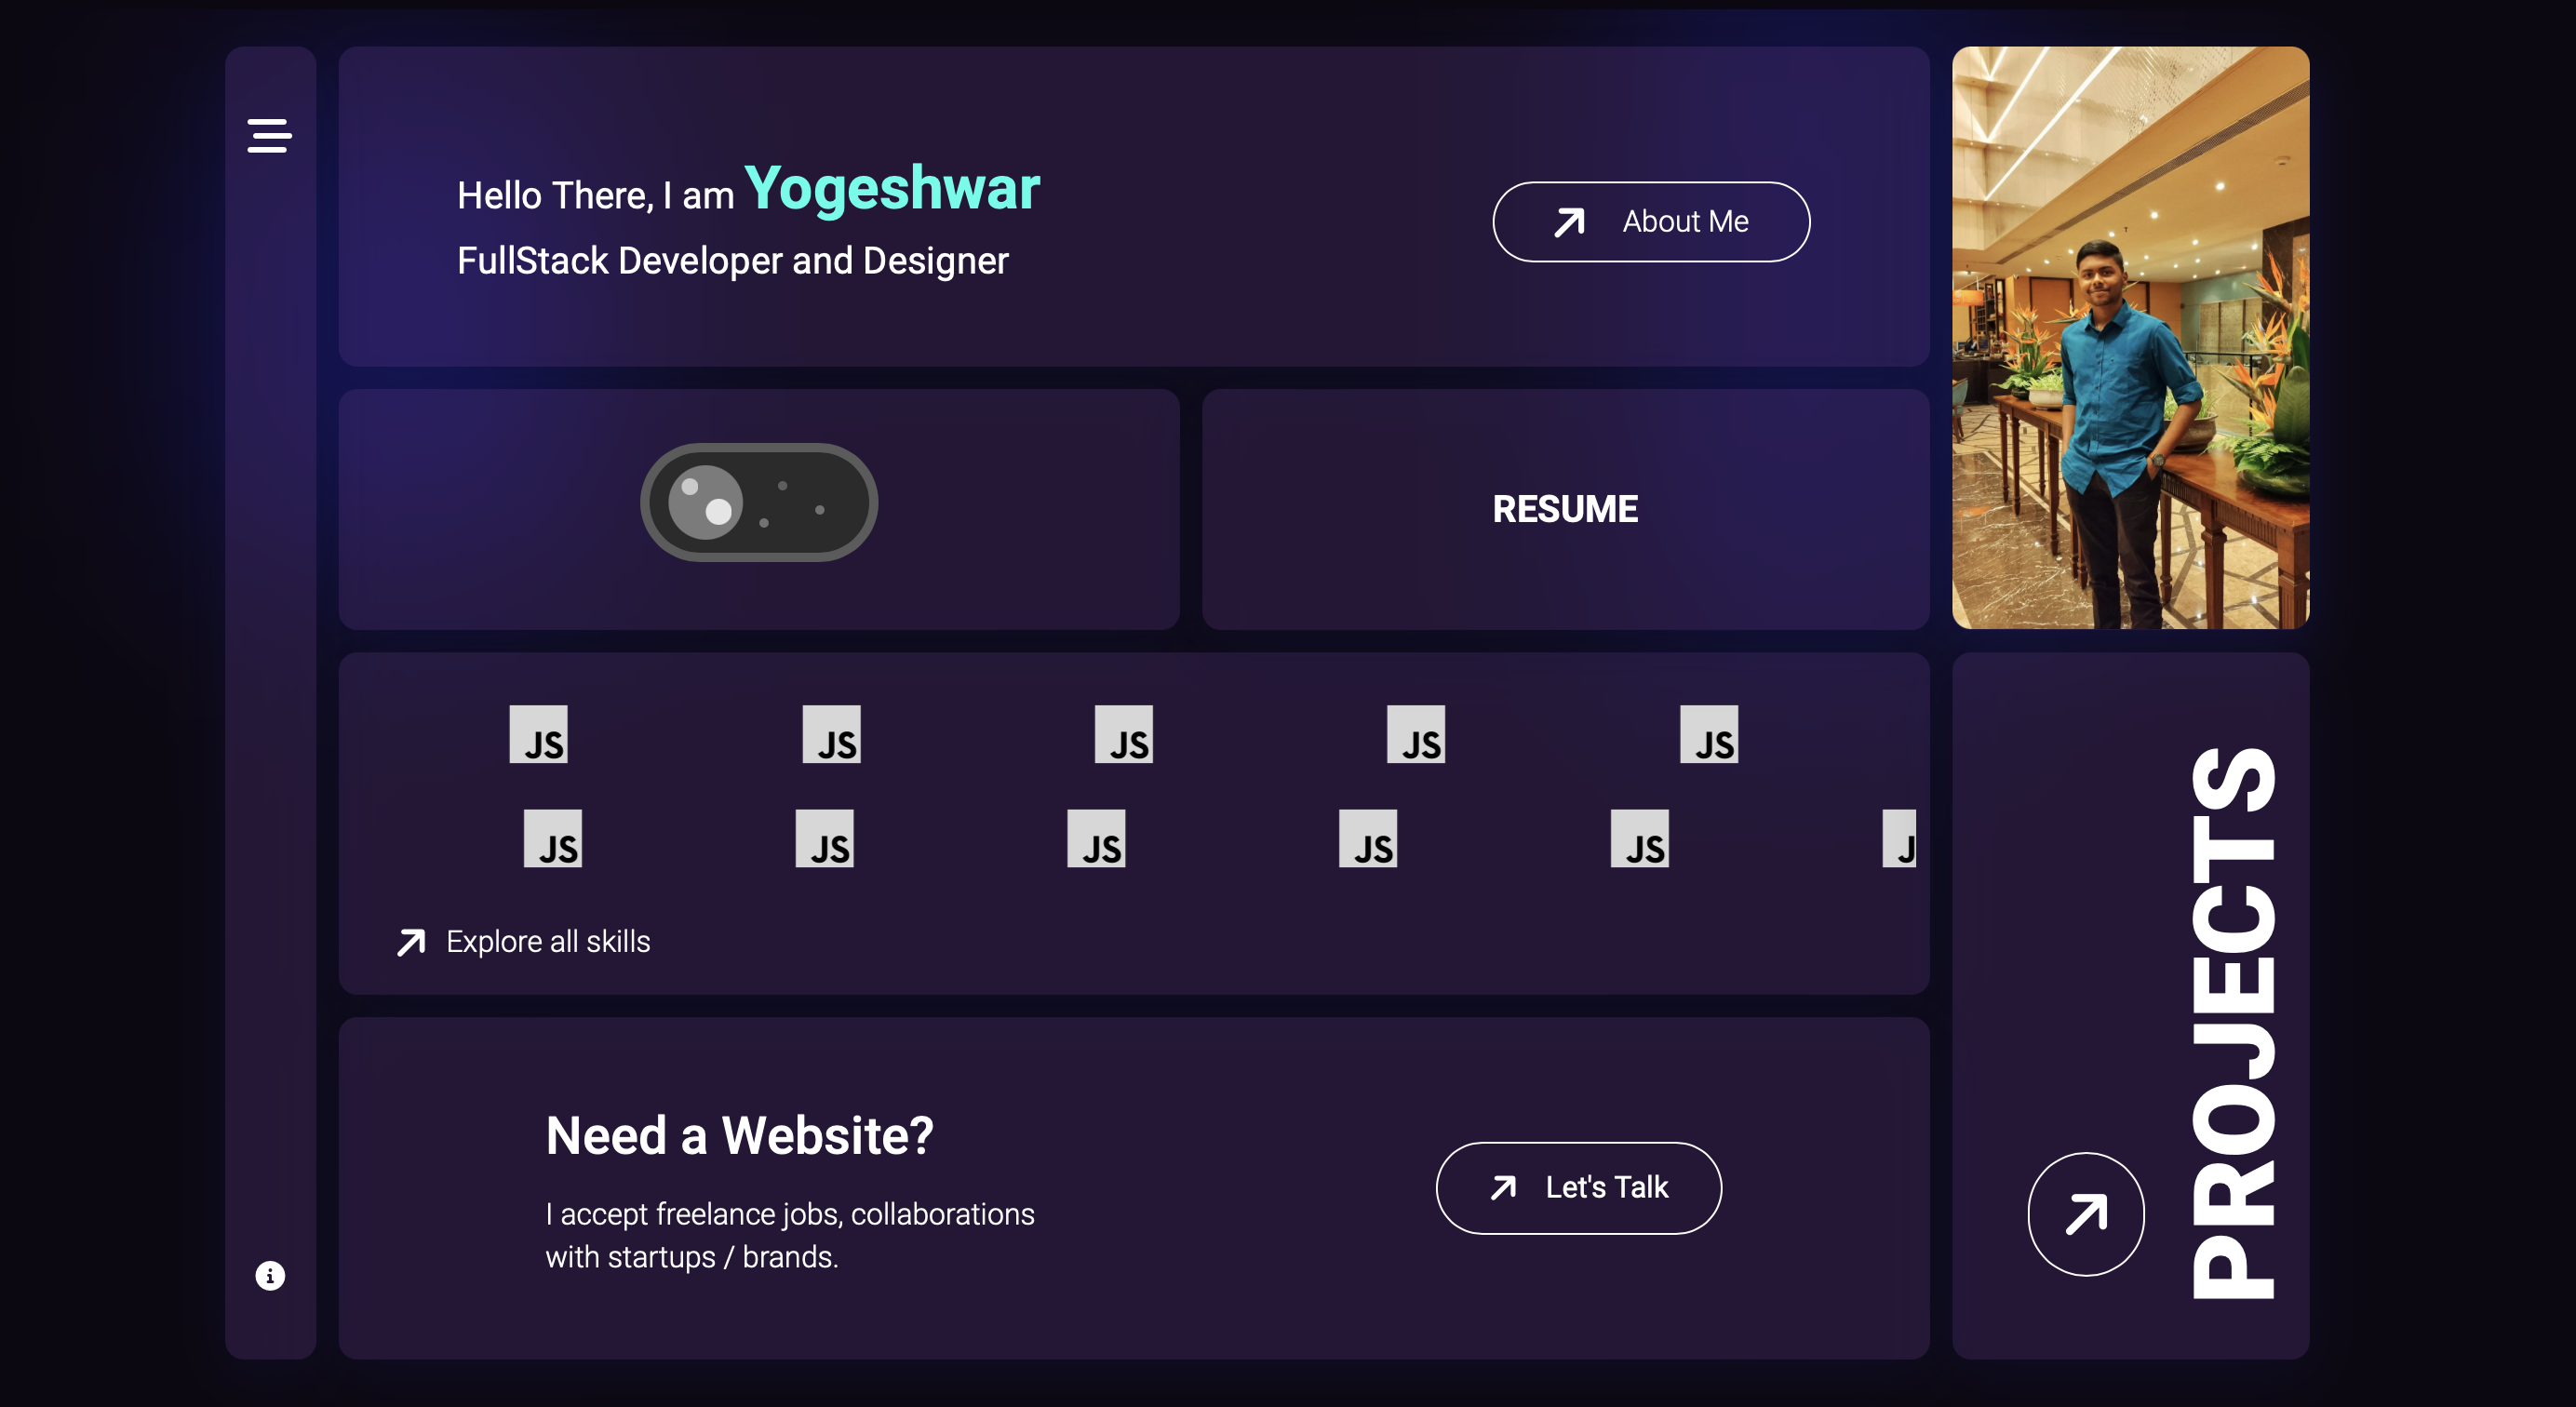 Hello There, I am Yogeshwar
FullStack Developer and Designer
About Me
RESUME
JS JS JS JS JS
JS JS JS JS JS J
Explore all skills
Need a Website?
I accept freelance jobs, collaborations
with startups / brands.
Let's Talk
PROJECTS